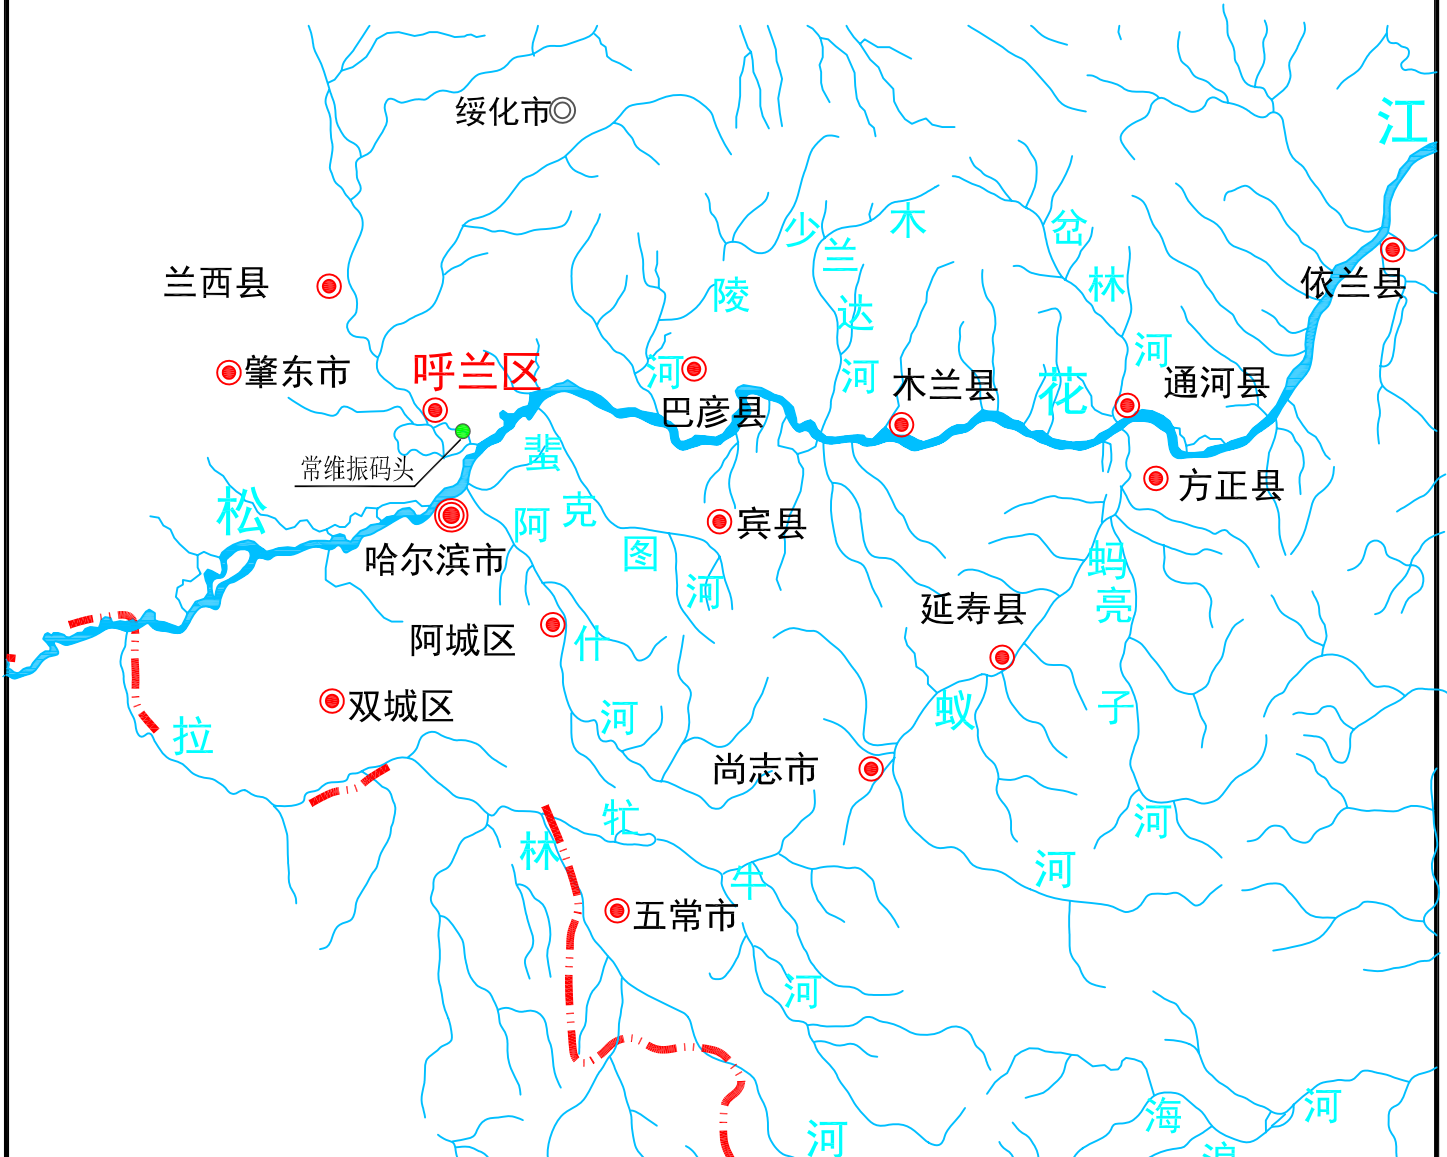 江
绥化市
少
木
岔
兰
林
依兰县
兰西县
陵
达
河
肇东市
呼兰区
河
河
木兰县
花
通河县
巴彦县
常维振码头
蜚
克
方正县
松
阿
宾县
哈尔滨市
图
河
蚂
亮
延寿县
阿城区
什
双城区
河
蚁
子
拉
尚志市
牤
河
林
河
牛
五常市
河
海
河
河
浪